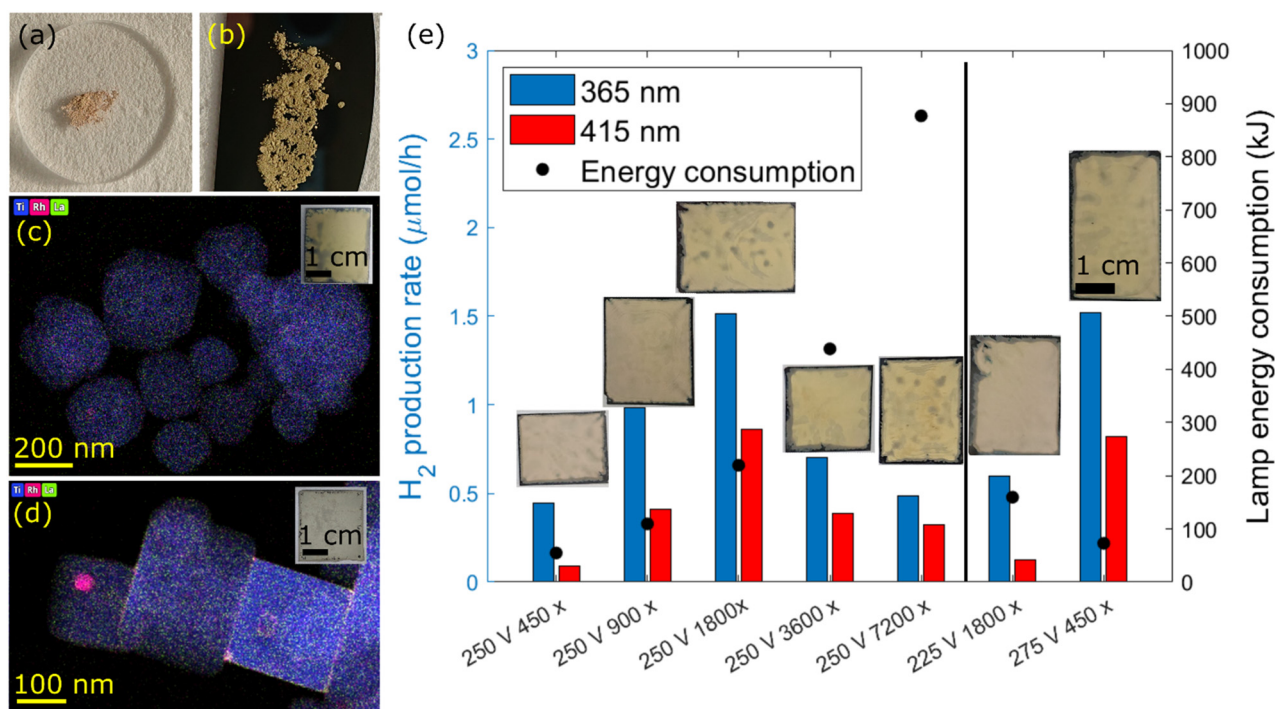 (a)
(b)
Ti Rh La
(c)
1 cm
200 nm
Ti Rh La
(d)
1 cm
100 nm
(e)
H2 production rate (μmol/h)
3
2.5
2
1.5
1
0.5
0
365 nm
415 nm
Energy consumption
1 cm
1000
900
800
700
600
500
400
300
200
100
0
Lamp energy consumption (kJ)
250 V 450 x
250 V 900 x
250 V 1800x
250 V 3600 x
250 V 7200 x
225 V 1800 x
275 V 450 x